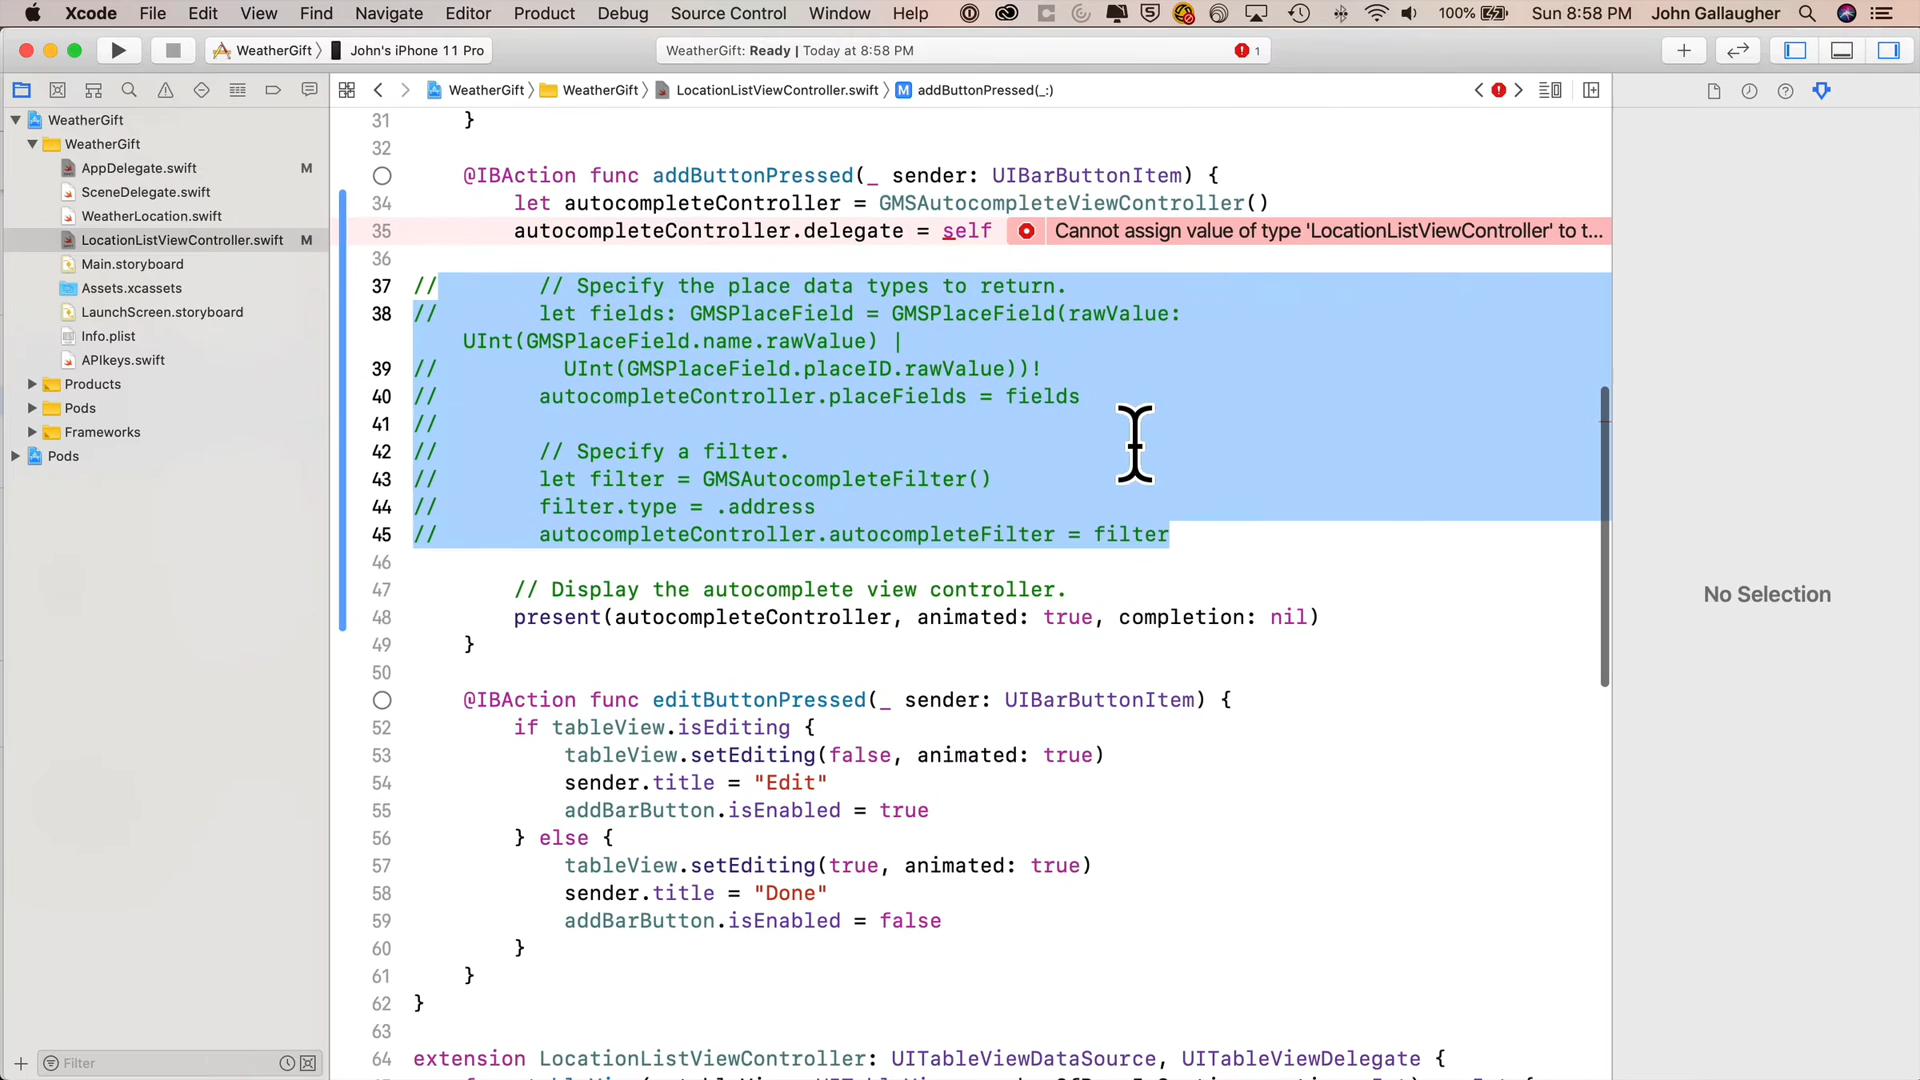 Xcode File Edit View Find Navigate Editor Product Debug Source Control Window Help 100% Sun 8:58 PM John Gallaugher
WeatherGift John's iPhone 11 Pro WeatherGift: Ready | Today at 8:58 PM 1
WeatherGift WeatherGift LocationListViewController.swift M addButtonPressed(_:)
WeatherGift
WeatherGift
AppDelegate.swift M
SceneDelegate.swift
WeatherLocation.swift
LocationListViewController.swift M
Main.storyboard
Assets.xcassets
LaunchScreen.storyboard
Info.plist
APIkeys.swift
Products
Pods
Frameworks
Pods
Filter
31 }
32
@IBAction func addButtonPressed(_ sender: UIBarButtonItem) {
34 let autocompleteController = GMSAutocompleteViewController()
35 autocompleteController.delegate = self Cannot assign value of type 'LocationListViewController' to t...
36
37 // // Specify the place data types to return.
38 // let fields: GMSPlaceField = GMSPlaceField(rawValue:
UInt(GMSPlaceField.name.rawValue) |
39 // UInt(GMSPlaceField.placeID.rawValue))!
40 // autocompleteController.placeFields = fields
41 //
42 // // Specify a filter.
43 // let filter = GMSAutocompleteFilter()
44 // filter.type = .address
45 // autocompleteController.autocompleteFilter = filter
46
47 // Display the autocomplete view controller.
48 present(autocompleteController, animated: true, completion: nil)
49 }
50
@IBAction func editButtonPressed(_ sender: UIBarButtonItem) {
52 if tableView.isEditing {
53 tableView.setEditing(false, animated: true)
54 sender.title = "Edit"
55 addBarButton.isEnabled = true
56 } else {
57 tableView.setEditing(true, animated: true)
58 sender.title = "Done"
59 addBarButton.isEnabled = false
60 }
61 }
62 }
63
64 extension LocationListViewController: UITableViewDataSource, UITableViewDelegate {
No Selection